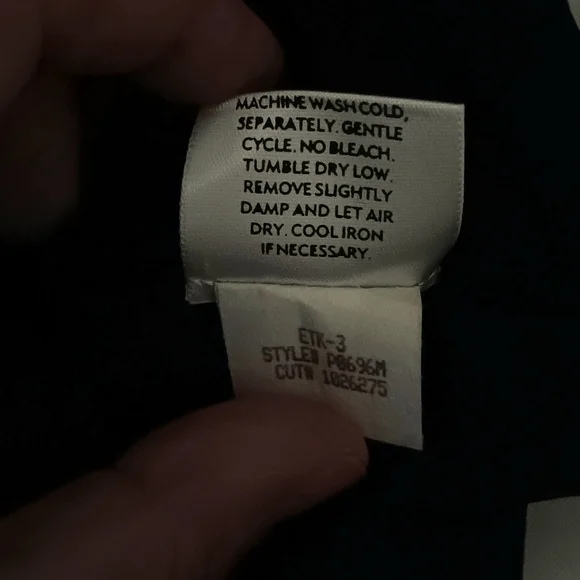 MACHINE WASH COLD,
SEPARATELY. GENTLE
CYCLE. NO BLEACH.
TUMBLE DRY LOW.
REMOVE SLIGHTLY
DAMP AND LET AIR
DRY. COOL IRON
IF NECESSARY.
ETK-3
STYLE# P0696M
CUT# 1026275